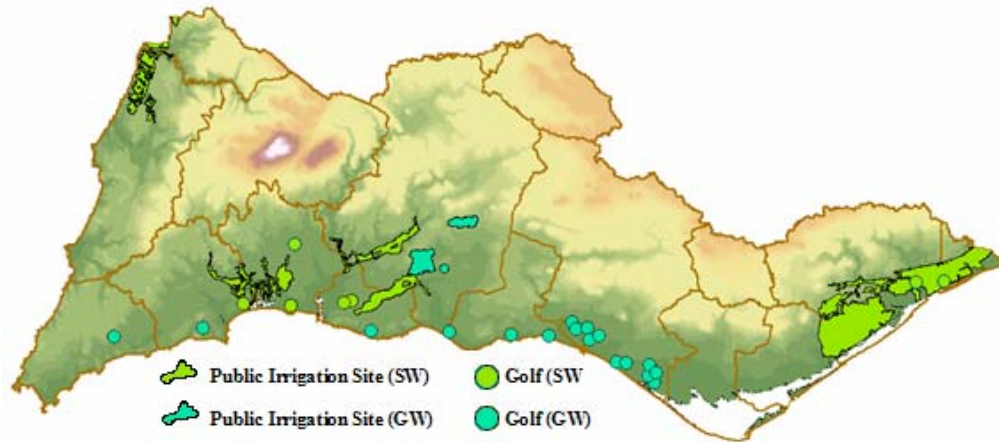 Public Irrigation Site (SW)
Golf (SW
Public Irrigation Site (GW)
Golf (GW)